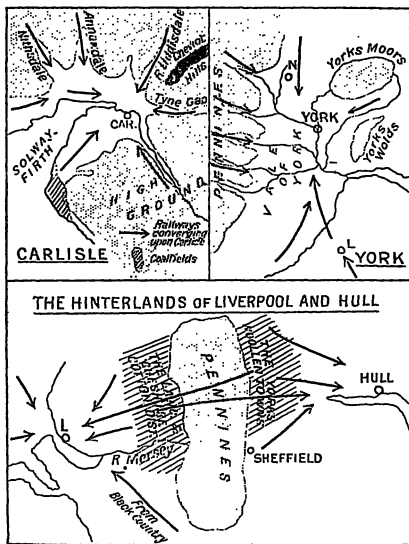 Nithsdale
Annandale
R. Liddlesdale
Cheviot
Hills
Tyne Gap
CAR.
SOLWAY-
FIRTH
HIGH
GROUND
Railways
converging
upon Carlisle
Coalfields
CARLISLE
N
Yorks Moors
PENNINES
YORK
VALE
OF
YORK
Yorks
Wolds
L
YORK
THE HINTERLANDS OF LIVERPOOL AND HULL
PENNINES
HULL
L
R. Mersey
SHEFFIELD
From
Black Country